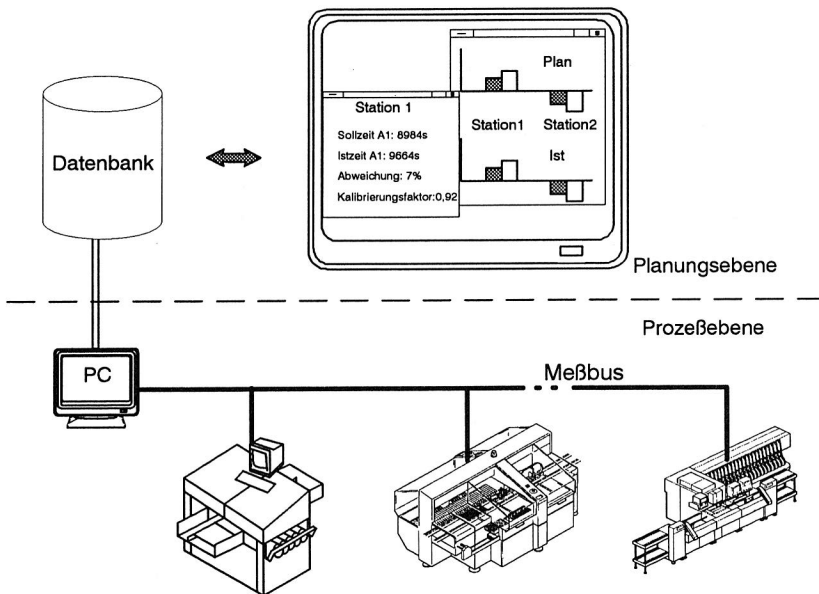 Plan
Station 1
Sollzeit A1: 8984s
Istzeit A1: 9664s
Abweichung: 7%
Kalibrierungsfaktor:0,92
Station1
Station2
Ist
Datenbank
Planungsebene
Prozeßebene
PC
Meßbus